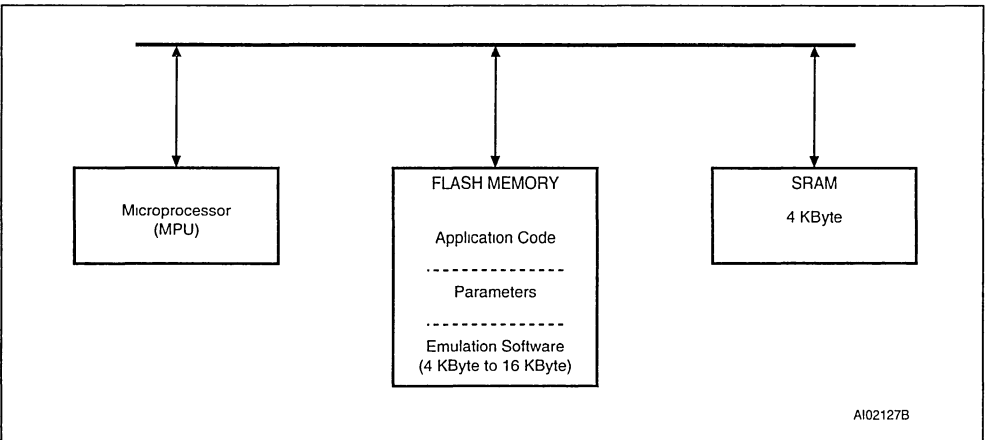 Microprocessor
(MPU)
FLASH MEMORY
Application Code
Parameters
Emulation Software
(4 KByte to 16 KByte)
SRAM
4 KByte
AI02127B